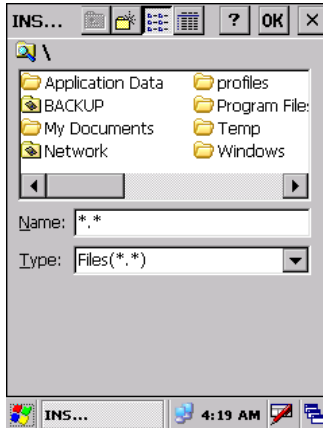 INS... ? OK ×
\
Application Data profiles
BACKUP Program File
My Documents Temp
Network Windows
Name: *.*
Type: Files(*.*)
INS... 4:19 AM